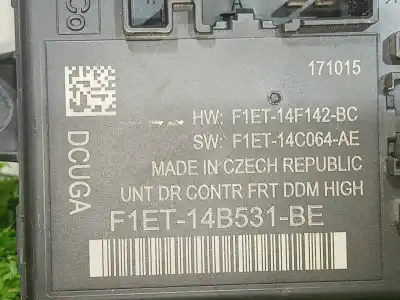 Co
171015
HW: F1ET-14F142-BC
SW: F1ET-14C064-AE
MADE IN CZECH REPUBLIC
UNT DR CONTR FRT DDM HIGH
F1ET-14B531-BE
DCUGA